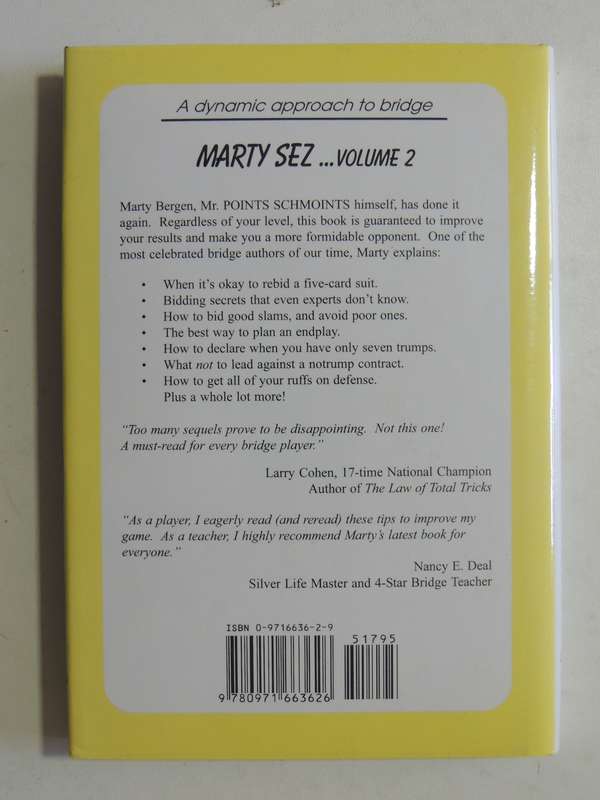 A dynamic approach to bridge
MARTY SEZ ...VOLUME 2
Marty Bergen, Mr. POINTS SCHMOINTS himself, has done it
again. Regardless of your level, this book is guaranteed to improve
your results and make you a more formidable opponent. One of the
most celebrated bridge authors of our time, Marty explains:
• When it's okay to rebid a five-card suit.
• Bidding secrets that even experts don't know.
• How to bid good slams, and avoid poor ones.
• The best way to plan an endplay.
• How to declare when you have only seven trumps.
• What not to lead against a notrump contract.
• How to get all of your ruffs on defense.
Plus a whole lot more!
"Too many sequels prove to be disappointing. Not this one!
A must-read for every bridge player."
Larry Cohen, 17-time National Champion
Author of The Law of Total Tricks
"As a player, I eagerly read (and reread) these tips to improve my
game. As a teacher, I highly recommend Marty's latest book for
everyone."
Nancy E. Deal
Silver Life Master and 4-Star Bridge Teacher
ISBN 0-9716636-2-9
51795
9 780971 663626